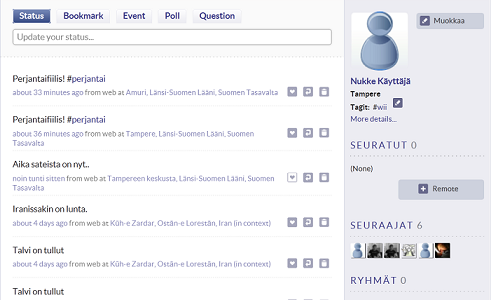 Status Bookmark Event Poll Question
Update your status...
Perjantaifiilis! #perjantai
about 33 minutes ago from web at Amuri, Länsi-Suomen Lääni, Suomen Tasavalta
Perjantaifiilis! #perjantai
about 36 minutes ago from web at Tampere, Länsi-Suomen Lääni, Suomen
Tasavalta
Aika sateista on nyt..
noin tunti sitten from web at Tampereen keskusta, Länsi-Suomen Lääni, Suomen
Tasavalta
Iranissakin on lunta.
about 4 days ago from web at Kūh-e Zardar, Ostān-e Lorestān, Iran (in context)
Talvi on tullut
about 4 days ago from web at Kūh-e Zardar, Ostān-e Lorestān, Iran (in context)
Talvi on tullut
Muokkaa
Nukke Käyttäjä
Tampere
Tagit: #wii
More details...
SEURATUT 0
(None)
Remote
SEURAAJAT 6
RYHMÄT 0